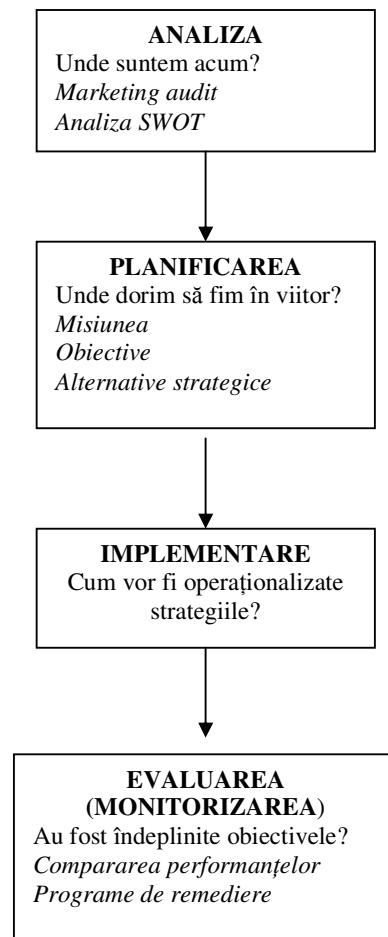 ANALIZA
Unde suntem acum?
Marketing audit
Analiza SWOT
PLANIFICAREA
Unde dorim să fim în viitor?
Misiunea
Obiective
Alternative strategice
IMPLEMENTARE
Cum vor fi operaționalizate
strategiile?
EVALUAREA
(MONITORIZAREA)
Au fost îndeplinite obiectivele?
Compararea performanțelor
Programe de remediere